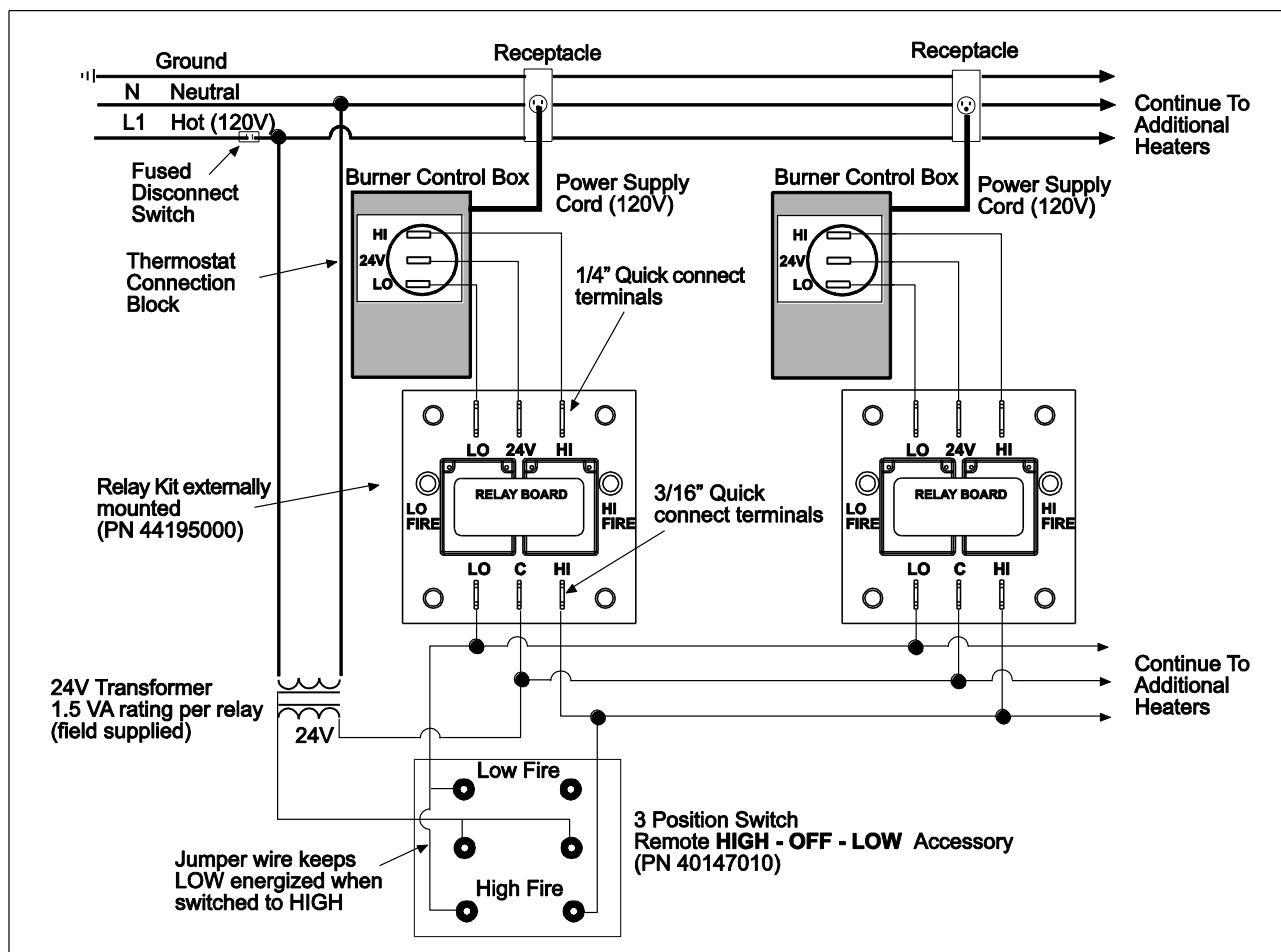 Ground
Receptacle
Receptacle
N Neutral
L1 Hot (120V)
Continue To
Additional
Heaters
Fused
Disconnect
Switch
Burner Control Box
Power Supply
Cord (120V)
Burner Control Box
Power Supply
Cord (120V)
HI
24V
LO
HI
24V
LO
Thermostat
Connection
Block
1/4” Quick connect
terminals
LO 24V HI
LO 24V HI
Relay Kit externally
mounted
(PN 44195000)
RELAY BOARD
LO
FIRE
HI
FIRE
3/16” Quick
connect terminals
RELAY BOARD
LO
FIRE
HI
FIRE
LO C HI
LO C HI
24V Transformer
1.5 VA rating per relay
(field supplied)
24V
Continue To
Additional
Heaters
Low Fire
3 Position Switch
Remote HIGH - OFF - LOW Accessory
(PN 40147010)
Jumper wire keeps
LOW energized when
switched to HIGH
High Fire